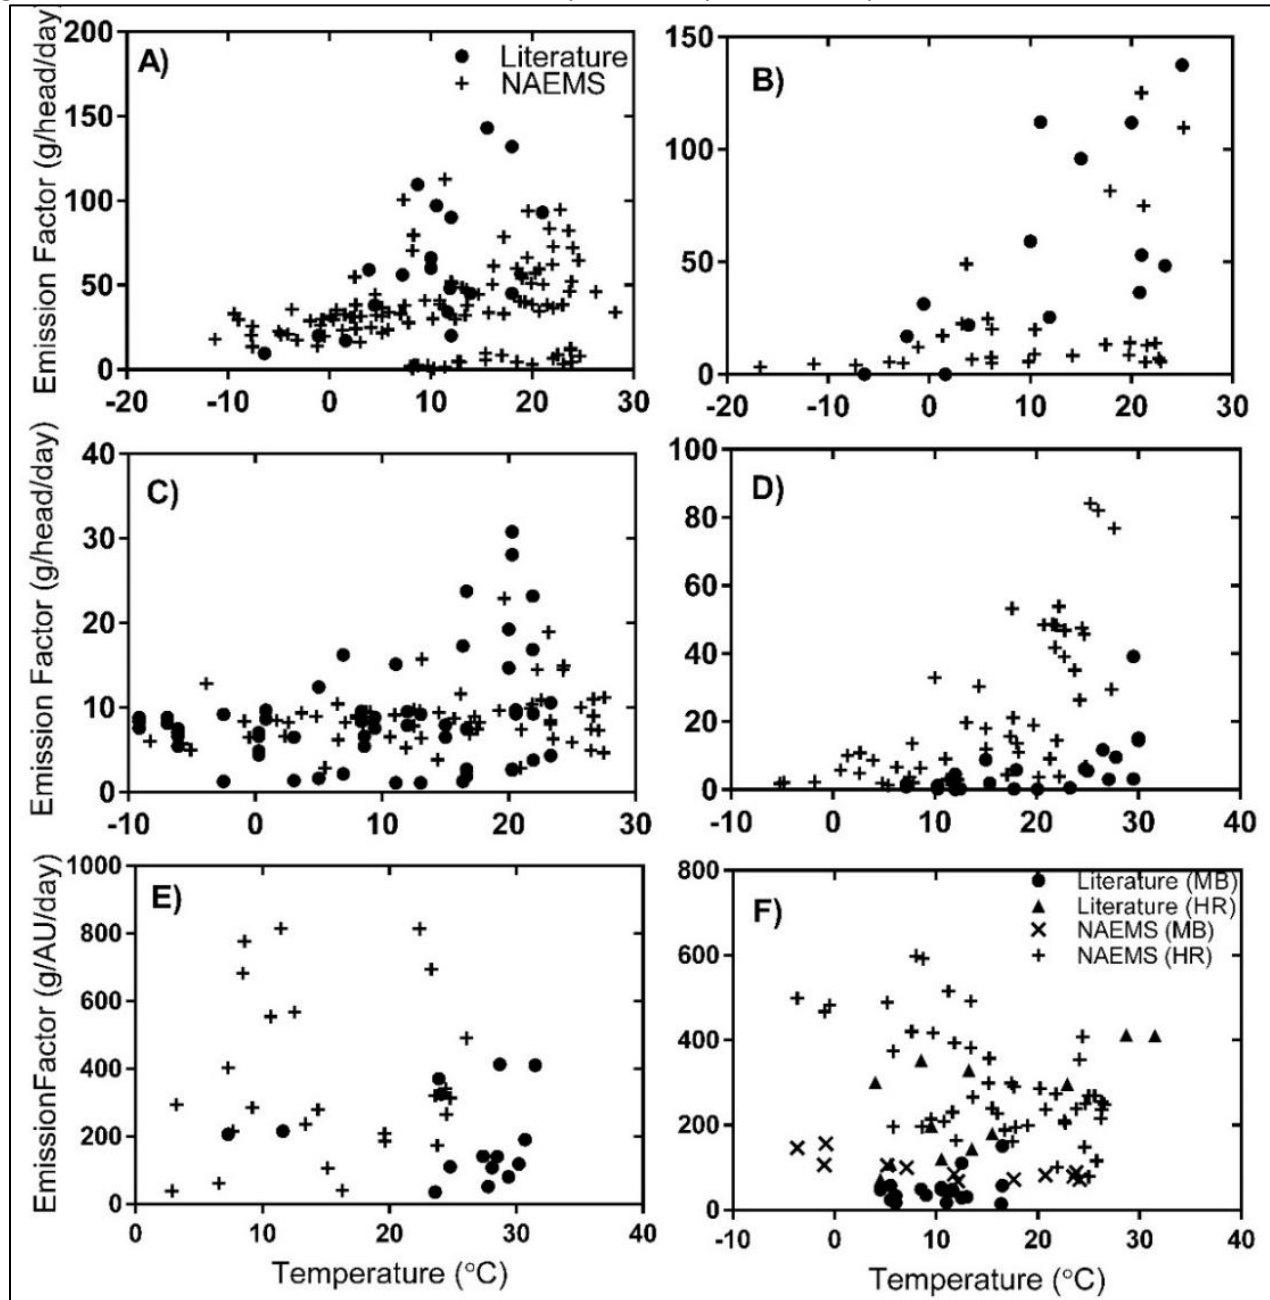 A)
Literature
NAEMS
Emission Factor (g/head/day)
200
150
100
50
0
-20 -10 0 10 20 30
B)
150
100
50
0
-20 -10 0 10 20 30
C)
Emission Factor (g/head/day)
40
30
20
10
0
-10 0 10 20 30
D)
100
80
60
40
20
0
-10 0 10 20 30 40
E)
EmissionFactor (g/AU/day)
1000
800
600
400
200
0
0 10 20 30 40
Temperature (°C)
F)
Literature (MB)
Literature (HR)
NAEMS (MB)
NAEMS (HR)
800
600
400
200
0
-10 0 10 20 30 40
Temperature (°C)